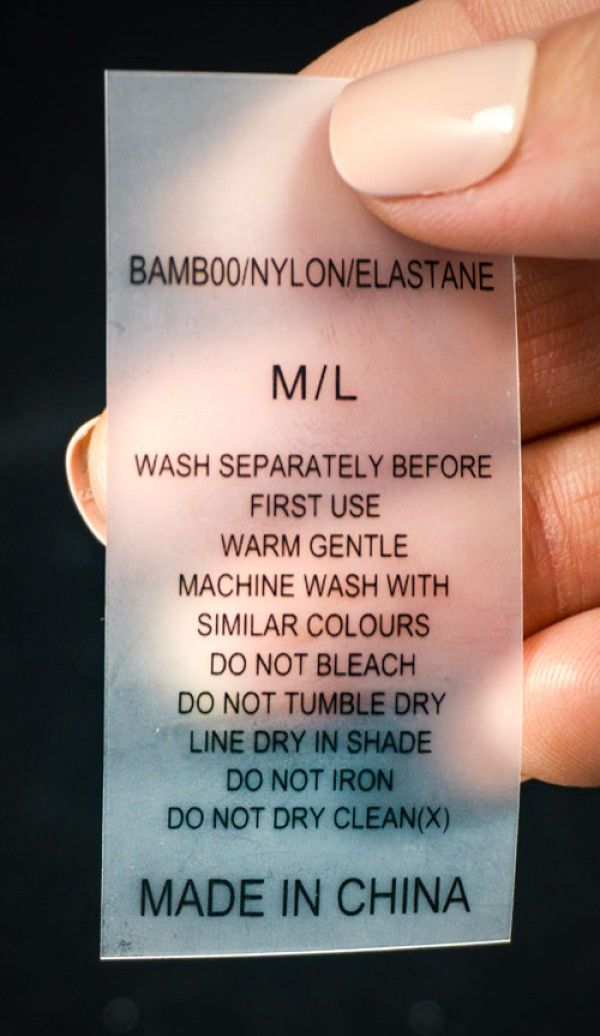 BAMBOO/NYLON/ELASTANE
M/L
WASH SEPARATELY BEFORE
FIRST USE
WARM GENTLE
MACHINE WASH WITH
SIMILAR COLOURS
DO NOT BLEACH
DO NOT TUMBLE DRY
LINE DRY IN SHADE
DO NOT IRON
DO NOT DRY CLEAN(X)
MADE IN CHINA